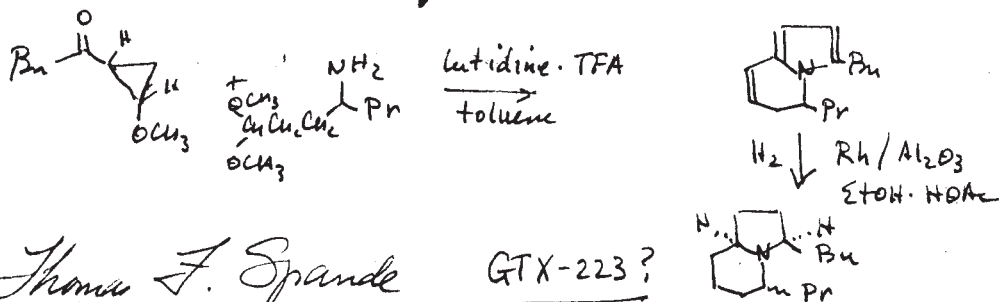 O
H
Bu
H
OCH3
+
NH2
Pr
OCH3
CHCH2CH2
OCH3
lutidine · TFA
toluene
N
Bu
Pr
H2
Rh / Al2O3
EtOH · HOAc
H
H
N
Bu
Pr
Thomas F. Spande
GTX-223?